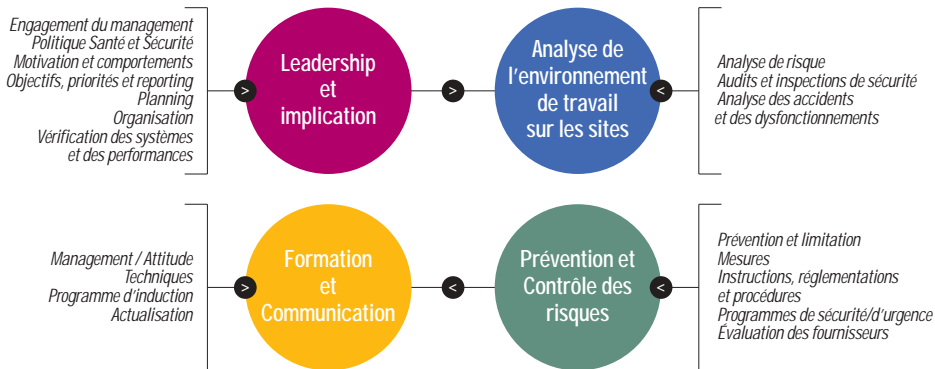 Engagement du management
Politique Santé et Sécurité
Motivation et comportements
Objectifs, priorités et reporting
Planning
Organisation
Vérification des systèmes
et des performances
Leadership
et
implication
Analyse de
l'environnement
de travail
sur les sites
Analyse de risque
Audits et inspections de sécurité
Analyse des accidents
et des dysfonctionnements
Management / Attitude
Techniques
Programme d'induction
Actualisation
Formation
et
Communication
Prévention et
Contrôle des
risques
Prévention et limitation
Mesures
Instructions, réglementations
et procédures
Programmes de sécurité/d'urgence
Évaluation des fournisseurs